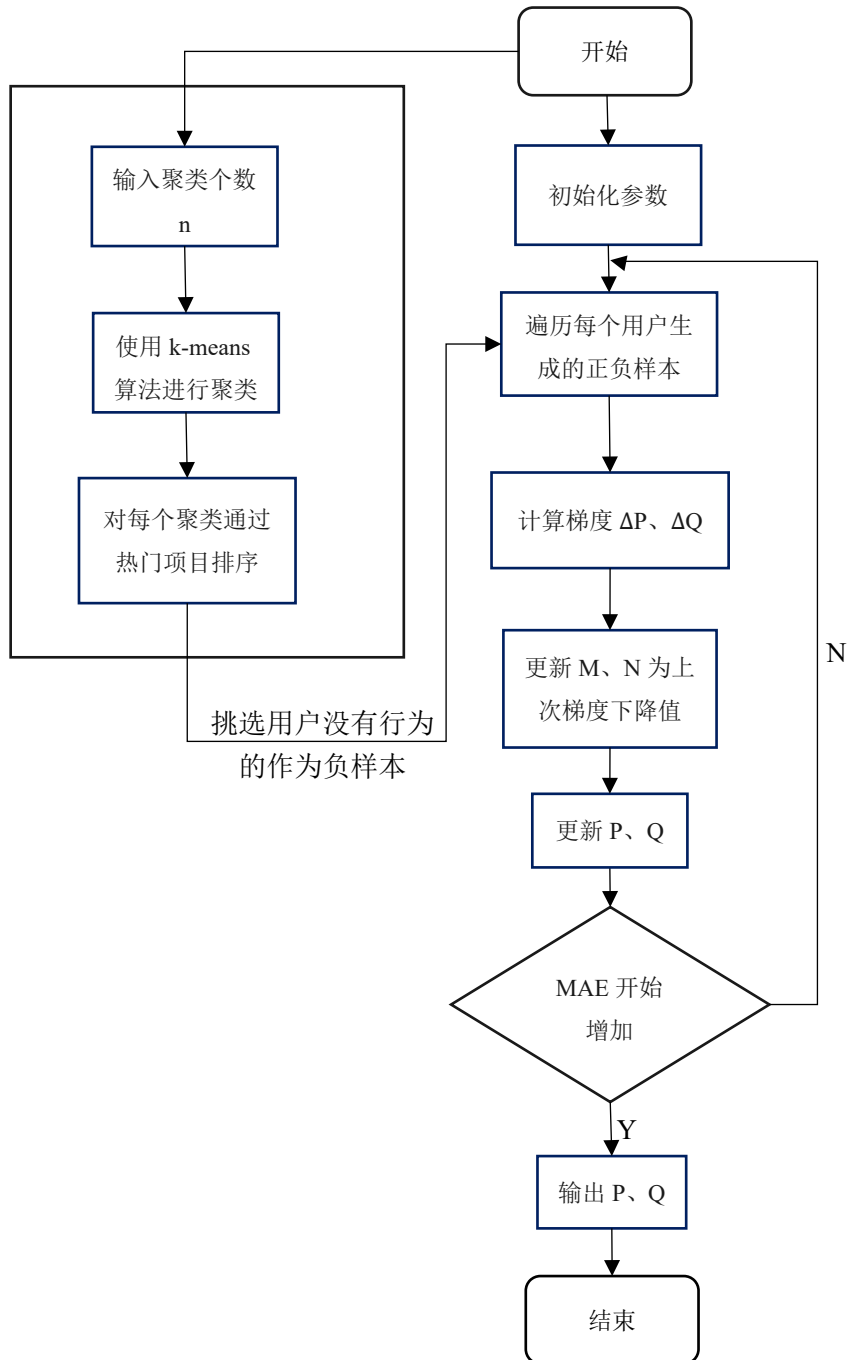 开始
输入聚类个数
n
使用 k-means
算法进行聚类
对每个聚类通过
热门项目排序
挑选用户没有行为
的作为负样本
初始化参数
遍历每个用户生
成的正负样本
计算梯度 ΔP、ΔQ
更新 M、N 为上
次梯度下降值
更新 P、Q
MAE 开始
增加
N
Y
输出 P、Q
结束